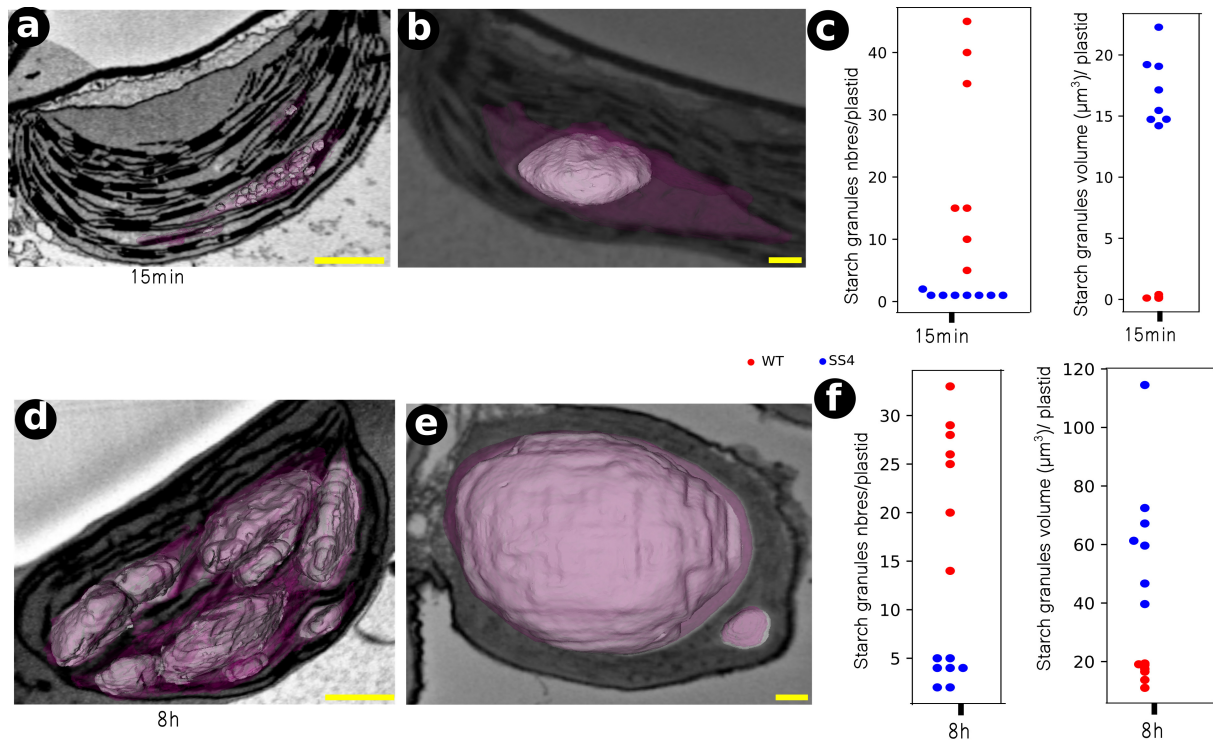 a
b
c
15min
Starch granules nbres/plastid
40
30
20
10
0
15min
Starch granules volume (µm³)/ plastid
20
15
10
5
0
15min
WT
SS4
d
e
f
8h
Starch granules nbres/plastid
30
25
20
15
10
5
8h
Starch granules volume (µm³)/ plastid
120
100
80
60
40
20
8h